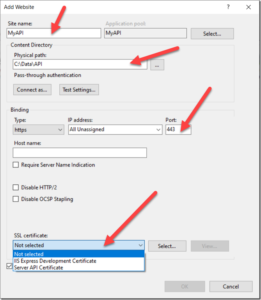 Add Website
Site name: Application pool:
MyAPI MyAPI Select...
Content Directory
Physical path:
C:\Data\API ...
Pass-through authentication
Connect as... Test Settings...
Binding
Type: IP address: Port:
https All Unassigned 443
Host name:
Require Server Name Indication
Disable HTTP/2
Disable OCSP Stapling
SSL certificate:
Not selected Select... View...
Not selected
IIS Express Development Certificate
Server API Certificate
OK Cancel